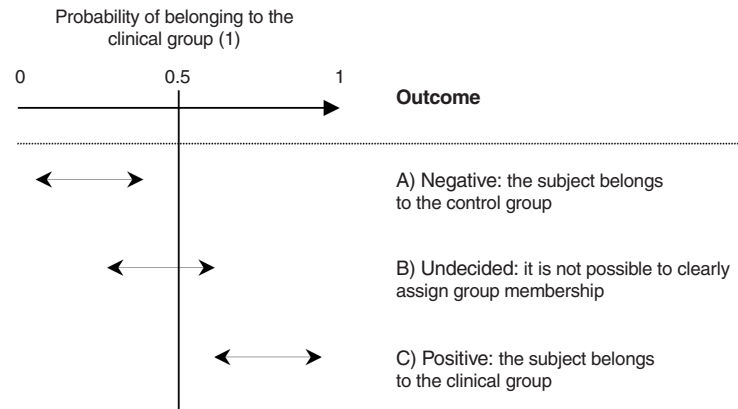 Probability of belonging to the
clinical group (1)
0 0.5 1
Outcome
A) Negative: the subject belongs
to the control group
B) Undecided: it is not possible to clearly
assign group membership
C) Positive: the subject belongs
to the clinical group